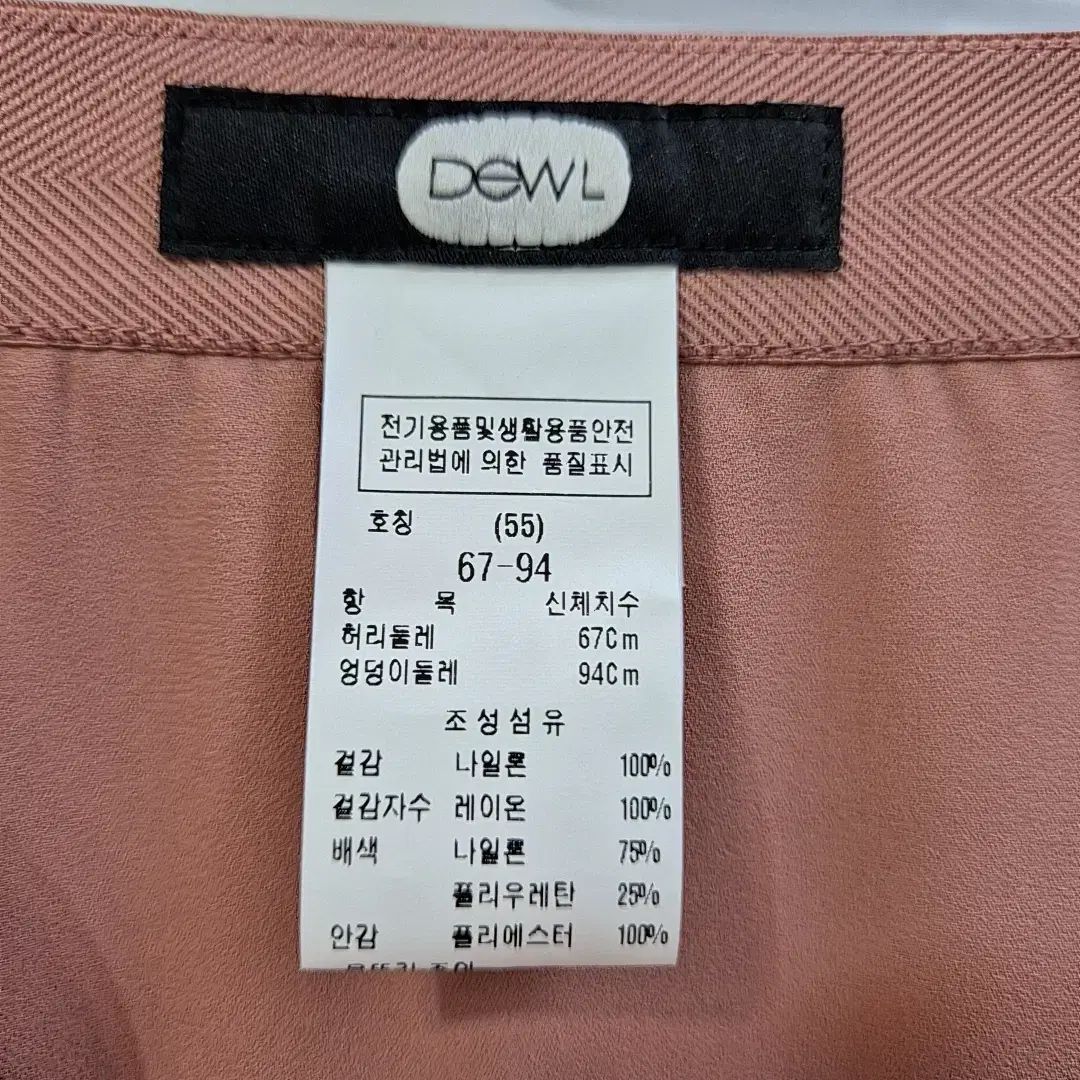 DeWL
전기용품및생활용품안전
관리법에 의한 품질표시
호칭 (55)
67-94
항 목 신체치수
허리둘레 67Cm
엉덩이둘레 94Cm
조성섬유
겉감 나일론 100%
겉감자수 레이온 100%
배색 나일론 75%
폴리우레탄 25%
안감 폴리에스터 100%